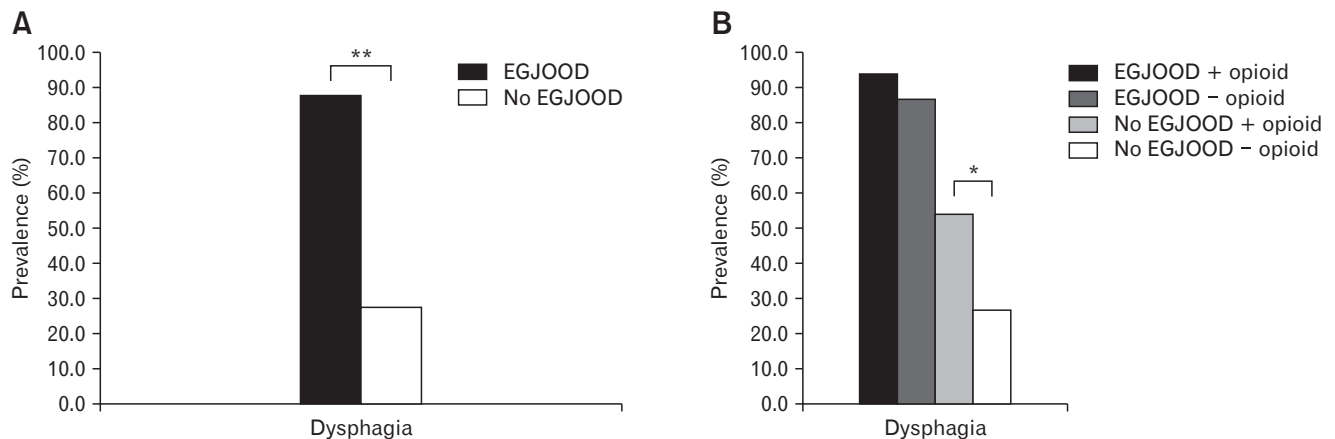 A
100.0
90.0
80.0
70.0
60.0
50.0
40.0
30.0
20.0
10.0
0.0
Prevalence (%)
**
EGJOOD
No EGJOOD
Dysphagia
B
100.0
90.0
80.0
70.0
60.0
50.0
40.0
30.0
20.0
10.0
0.0
Prevalence (%)
*
EGJOOD + opioid
EGJOOD − opioid
No EGJOOD + opioid
No EGJOOD − opioid
Dysphagia